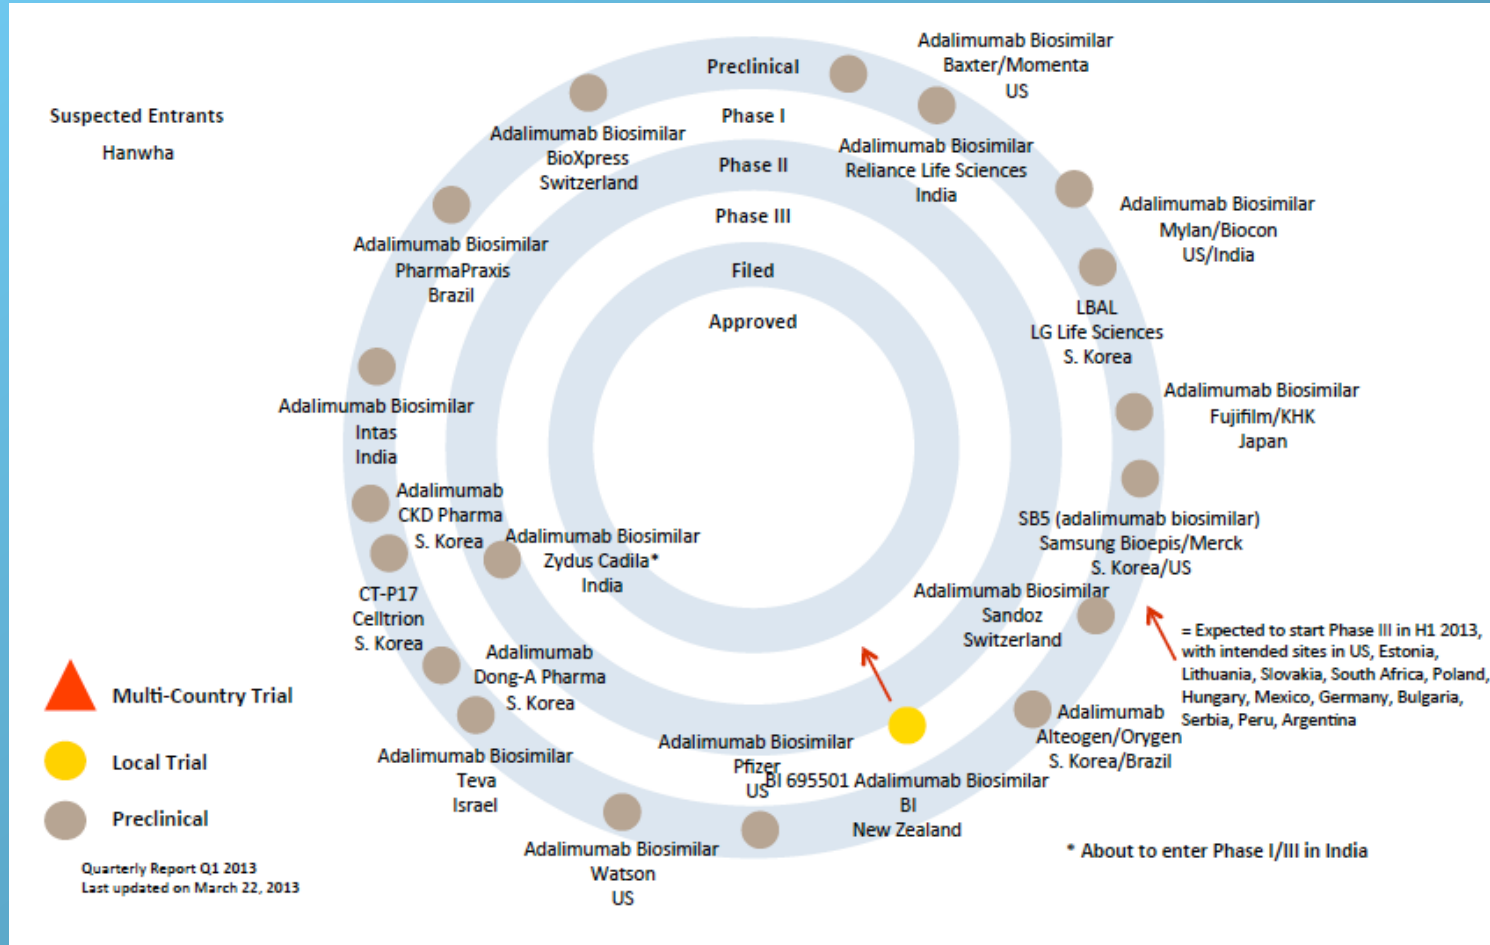 Suspected Entrants
Hanwha
Preclinical
Phase I
Phase II
Phase III
Filed
Approved
Adalimumab Biosimilar
Baxter/Momenta
US
Adalimumab Biosimilar
Reliance Life Sciences
India
Adalimumab Biosimilar
Mylan/Biocon
US/India
LBAL
LG Life Sciences
S. Korea
Adalimumab Biosimilar
Fujifilm/KHK
Japan
SB5 (adalimumab biosimilar)
Samsung Bioepis/Merck
S. Korea/US
Adalimumab Biosimilar
Sandoz
Switzerland
= Expected to start Phase III in H1 2013,
with intended sites in US, Estonia,
Lithuania, Slovakia, South Africa, Poland,
Hungary, Mexico, Germany, Bulgaria,
Serbia, Peru, Argentina
Adalimumab
Alteogen/Orygen
S. Korea/Brazil
BI 695501 Adalimumab Biosimilar
BI
New Zealand
Adalimumab Biosimilar
Pfizer
US
Adalimumab Biosimilar
Watson
US
Adalimumab Biosimilar
Teva
Israel
Adalimumab
Dong-A Pharma
S. Korea
CT-P17
Celltrion
S. Korea
Adalimumab Biosimilar
Zydus Cadila*
India
Adalimumab
CKD Pharma
S. Korea
Adalimumab Biosimilar
Intas
India
Adalimumab Biosimilar
PharmaPraxis
Brazil
Adalimumab Biosimilar
BioXpress
Switzerland
Multi-Country Trial
Local Trial
Preclinical
Quarterly Report Q1 2013
Last updated on March 22, 2013
* About to enter Phase I/III in India